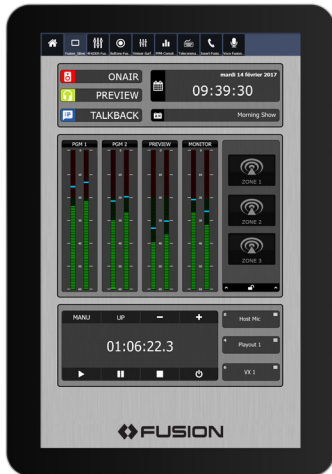 ONAIR
mardi 14 février 2017
PREVIEW
09:39:30
TALKBACK
Morning Show
PGM 1
PGM 2
PREVIEW
MONITOR
ZONE 1
ZONE 2
ZONE 3
MANU
UP
Host Mic
01:06:22.3
Playout 1
VX 1
FUSION